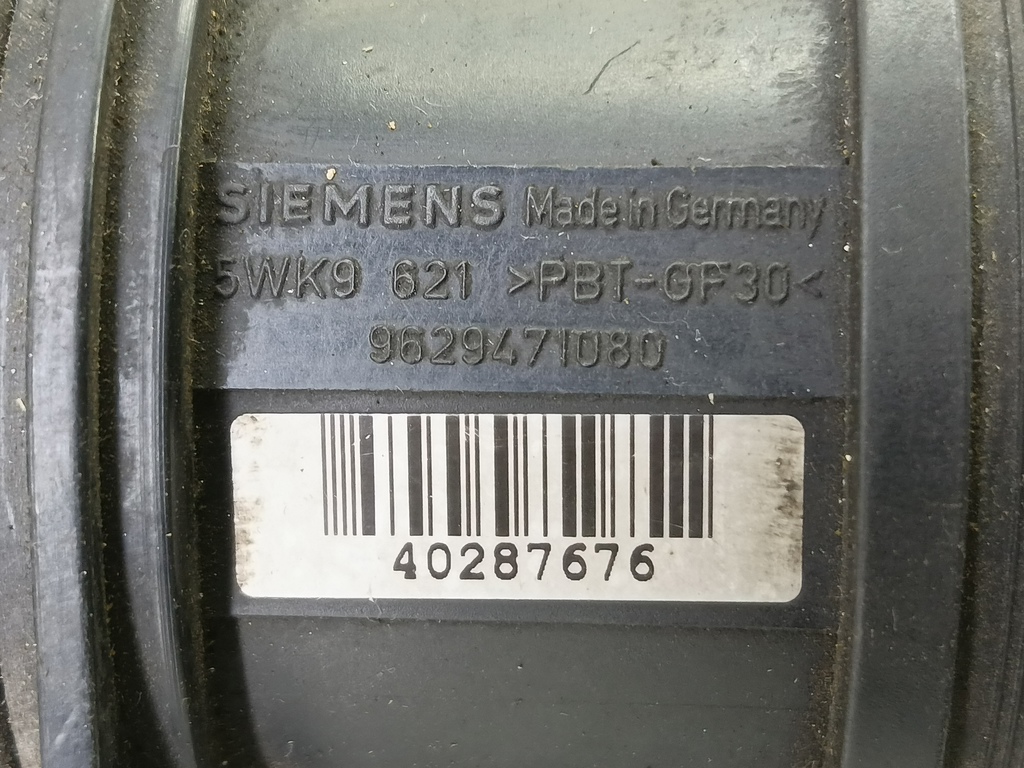 SIEMENS Made in Germany
5WK9 621 >PBT-GF30<
9629471080
40287676